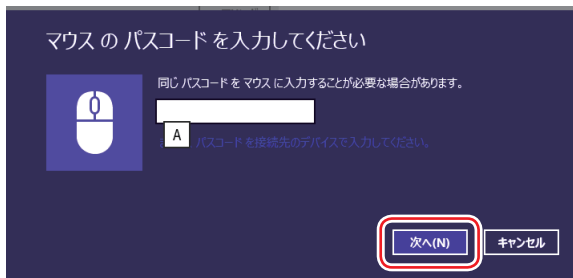 マウス の パスコード を入力してください
同じ パスコード を マウス に入力することが必要な場合があります。
A
パスコード を接続先のデバイスで入力してください。
次へ(N)
キャンセル